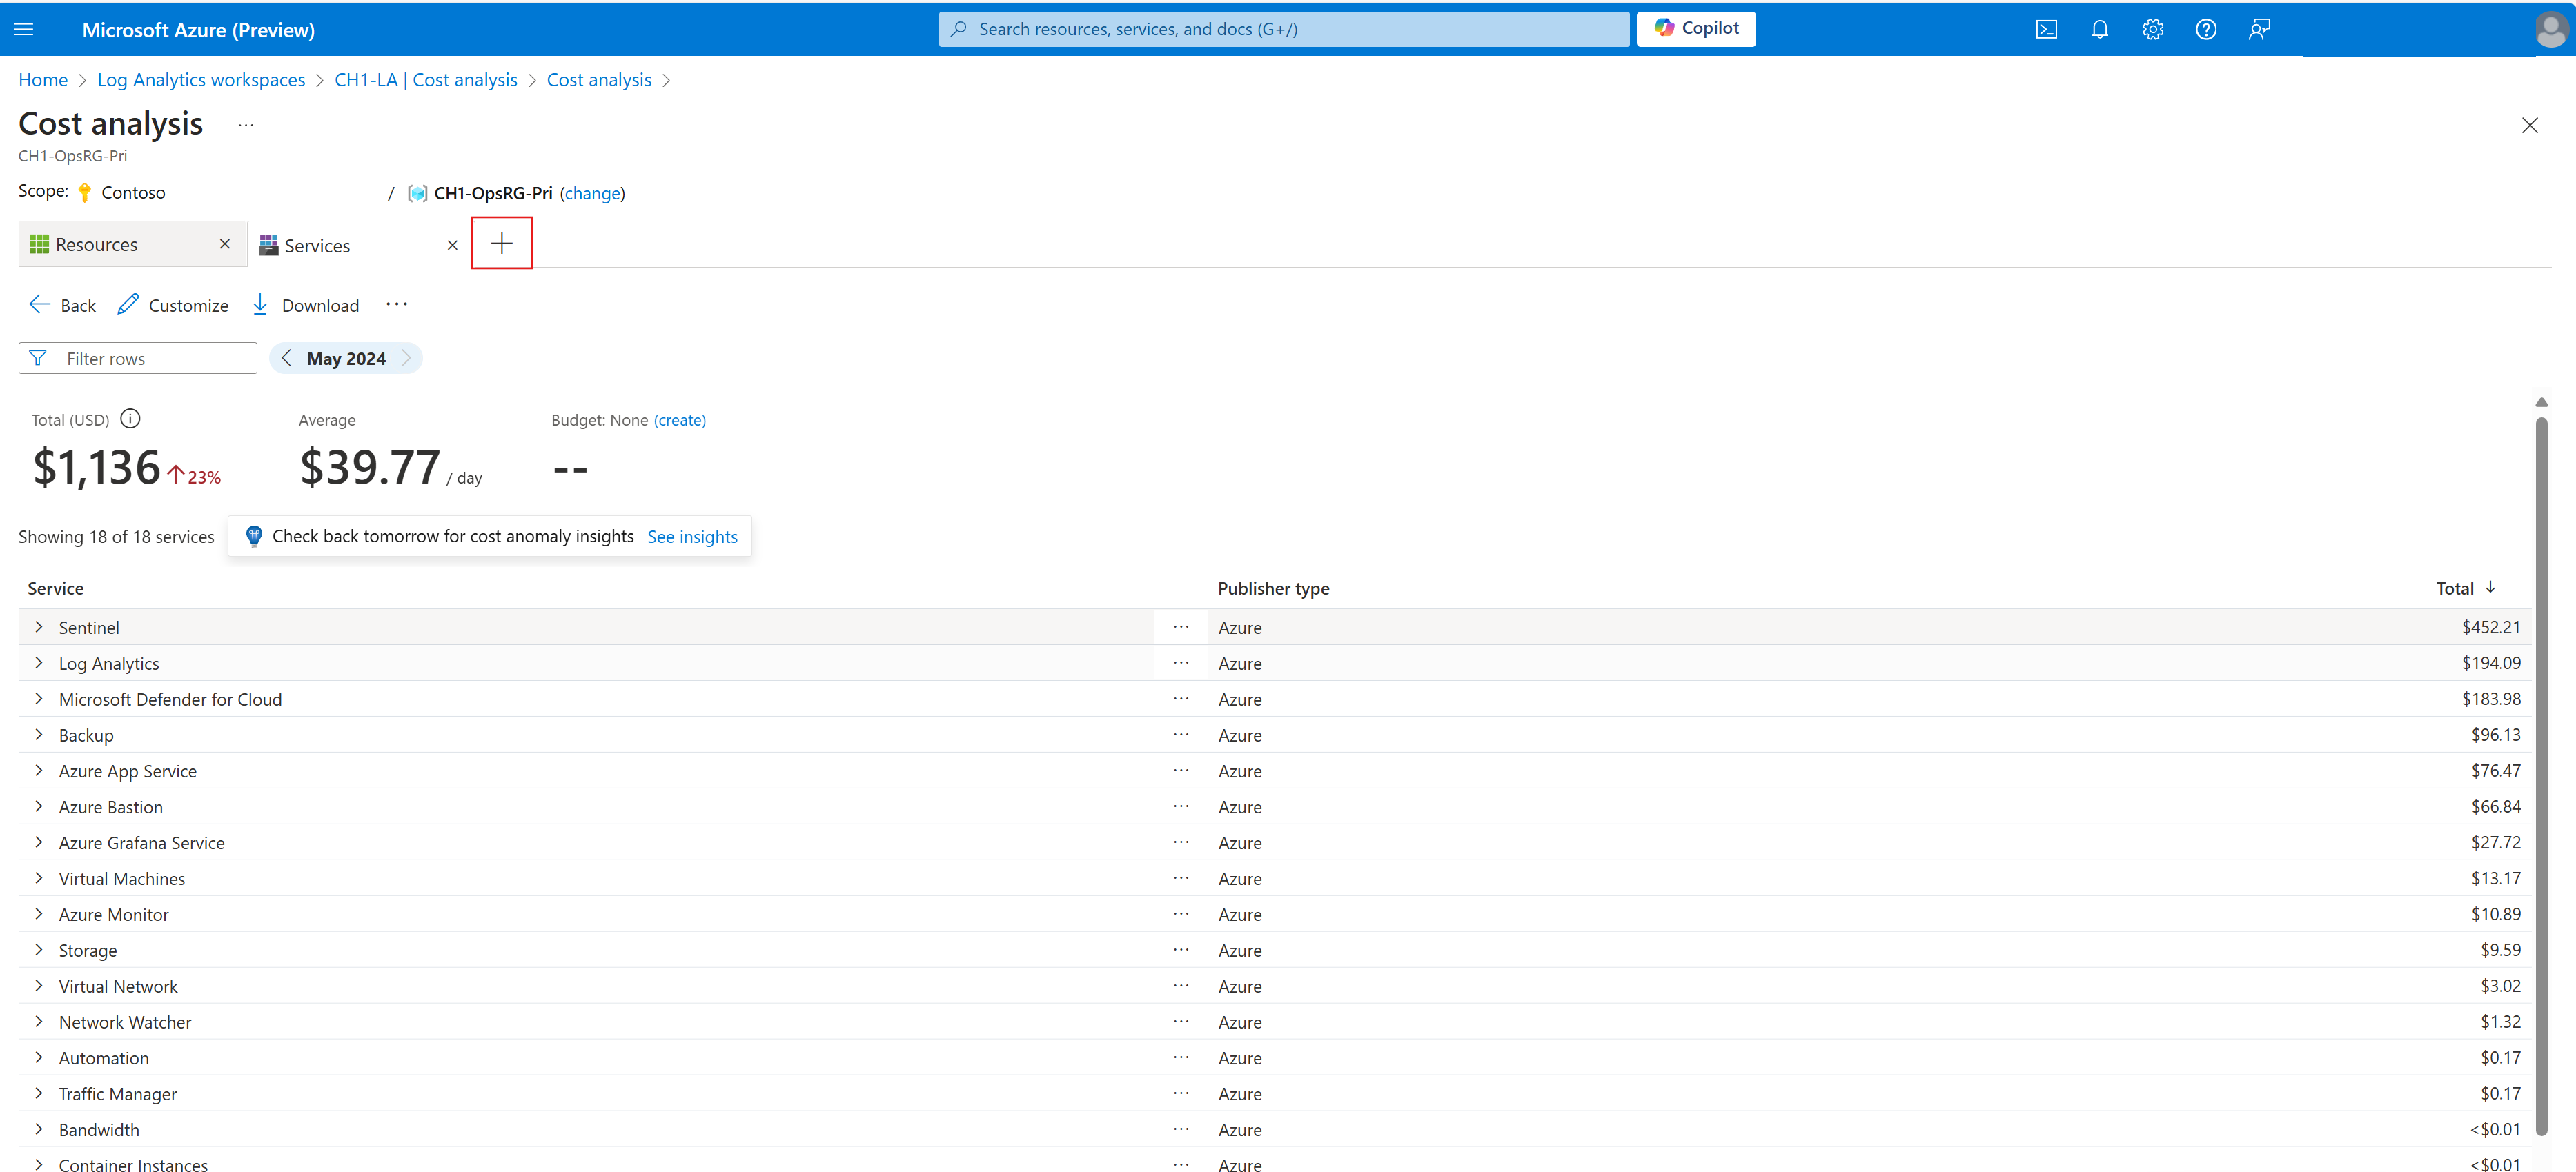 Microsoft Azure (Preview)
Search resources, services, and docs (G+/)
Copilot
Home > Log Analytics workspaces > CH1-LA | Cost analysis > Cost analysis >
Cost analysis ...
CH1-OpsRG-Pri
Scope: Contoso / CH1-OpsRG-Pri (change)
Resources Services
Back Customize Download ...
Filter rows < May 2024 >
Total (USD) Average Budget: None (create)
$1,136 ↑23% $39.77 / day --
Showing 18 of 18 services Check back tomorrow for cost anomaly insights See insights
Service Publisher type Total ↓
Sentinel ... Azure $452.21
Log Analytics ... Azure $194.09
Microsoft Defender for Cloud ... Azure $183.98
Backup ... Azure $96.13
Azure App Service ... Azure $76.47
Azure Bastion ... Azure $66.84
Azure Grafana Service ... Azure $27.72
Virtual Machines ... Azure $13.17
Azure Monitor ... Azure $10.89
Storage ... Azure $9.59
Virtual Network ... Azure $3.02
Network Watcher ... Azure $1.32
Automation ... Azure $0.17
Traffic Manager ... Azure $0.17
Bandwidth ... Azure <$0.01
Container Instances ... Azure <$0.01